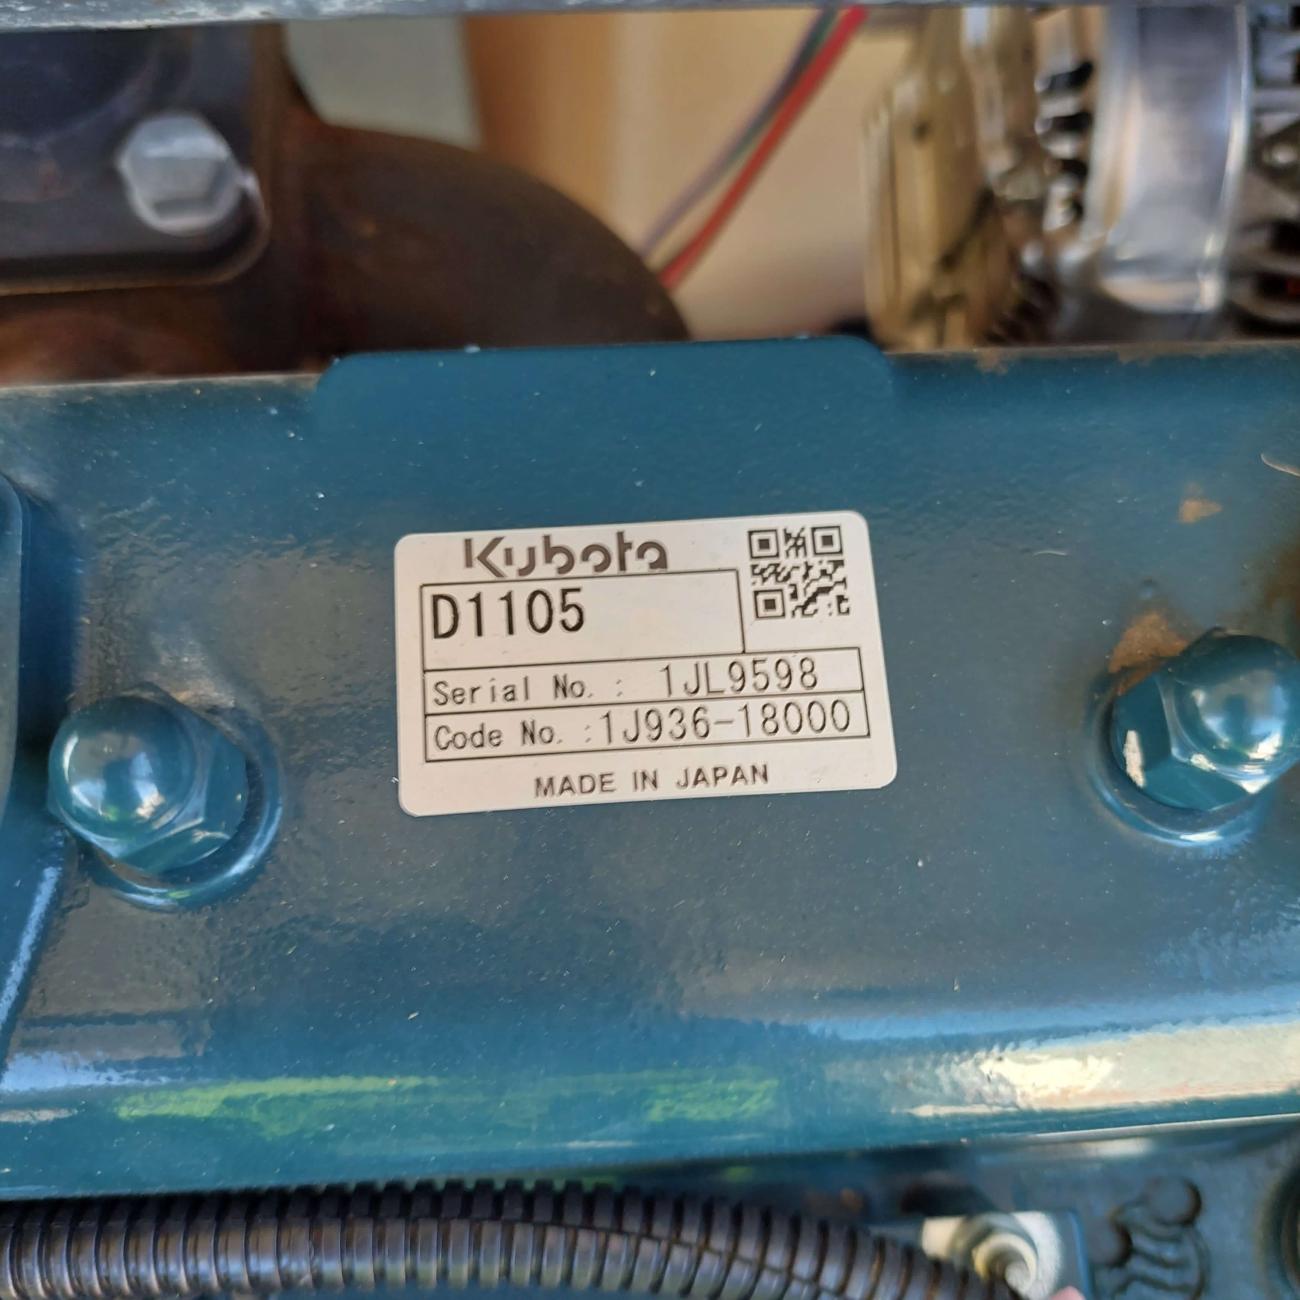 Kubota
D1105
Serial No. : 1JL9598
Code No. :1J936-18000
MADE IN JAPAN